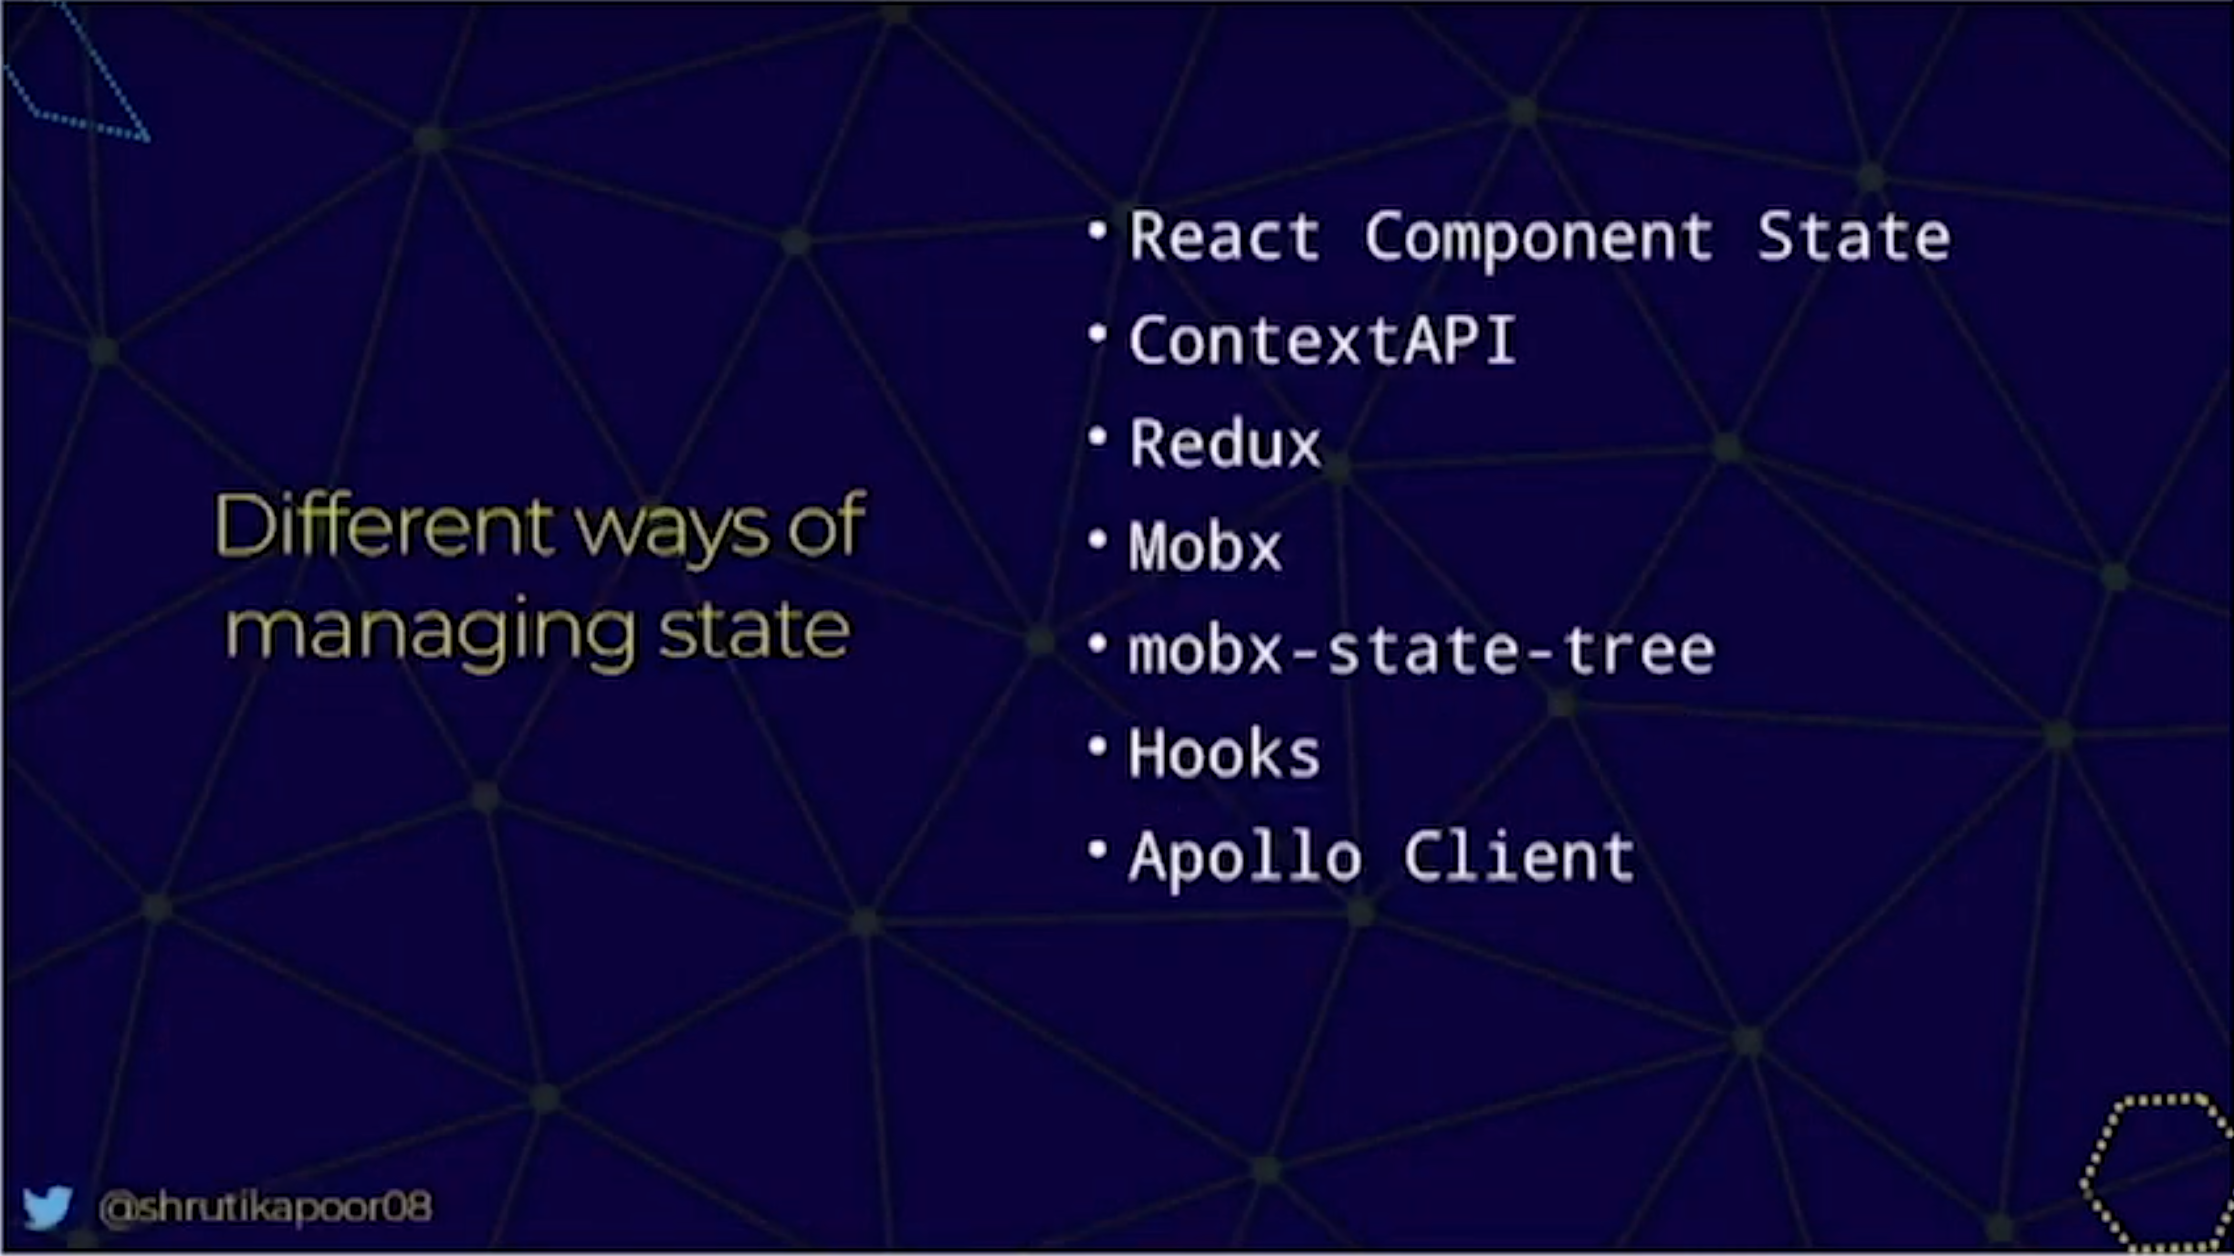 Different ways of
managing state
• React Component State
• ContextAPI
• Redux
• Mobx
• mobx-state-tree
• Hooks
• Apollo Client
@shrutikapoor08